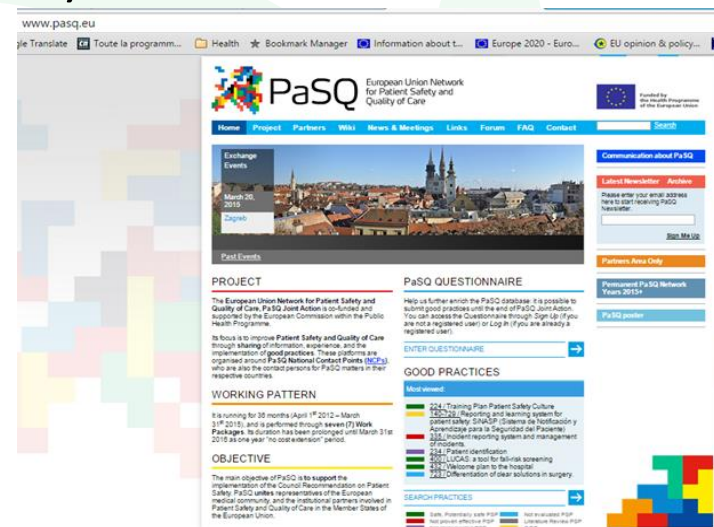 www.pasq.eu
gle Translate Toute la programm... Health Bookmark Manager Information about t... Europe 2020 - Euro... EU opinion & policy...
PaSQ
European Union Network
for Patient Safety and
Quality of Care
Funded by
the Health Programme
of the European Union
Home Project Partners Wiki News & Meetings Links Forum FAQ Contact
Search
Exchange
Events
March 20,
2015
Zagreb
Past Events
Communication about PaSQ
Latest Newsletter Archive
Please enter your email address
here to start receiving PaSQ
Newsletter.
Sign Me Up
Partners Area Only
Permanent PaSQ Network
Years 2015+
PaSQ poster
PROJECT
The European Union Network for Patient Safety and
Quality of Care, PaSQ Joint Action is co-funded and
supported by the European Commission within the Public
Health Programme.
Its focus is to improve Patient Safety and Quality of Care
through sharing of information, experience, and the
implementation of good practices. These platforms are
organised around PaSQ National Contact Points (NCPs),
who are also the contact persons for PaSQ matters in their
respective countries.
WORKING PATTERN
It is running for 36 months (April 1st 2012 – March
31st 2015), and is performed through seven (7) Work
Packages. Its duration has been prolonged until March 31st
2016 as one year "no cost extension" period.
OBJECTIVE
The main objective of PaSQ is to support the
implementation of the Council Recommendation on Patient
Safety. PaSQ unites representatives of the European
medical community, and the institutional partners involved in
Patient Safety and Quality of Care in the Member States of
the European Union.
PaSQ QUESTIONNAIRE
Help us further enrich the PaSQ database: it is possible to
submit good practices until the end of PaSQ Joint Action.
You can access the Questionnaire through Sign Up (if you
are not a registered user) or Log In (if you are already a
registered user).
ENTER QUESTIONNAIRE
GOOD PRACTICES
Most viewed:
224 / Training Plan Patient Safety Culture
/ Reporting and learning system for
patient safety: SiNASP (Sistema de Notificación y
Aprendizaje para la Seguridad del Paciente)
/ Incident reporting system and management
of incidents.
234 / Patient identification
/ LUCAS: a tool for fall-risk screening
/ Welcome plan to the hospital
/ Differentiation of clear solutions in surgery.
SEARCH PRACTICES
Safe, Potentially safe PSP Not evaluated PSP
Not proven effective PSP Literature Review PSP